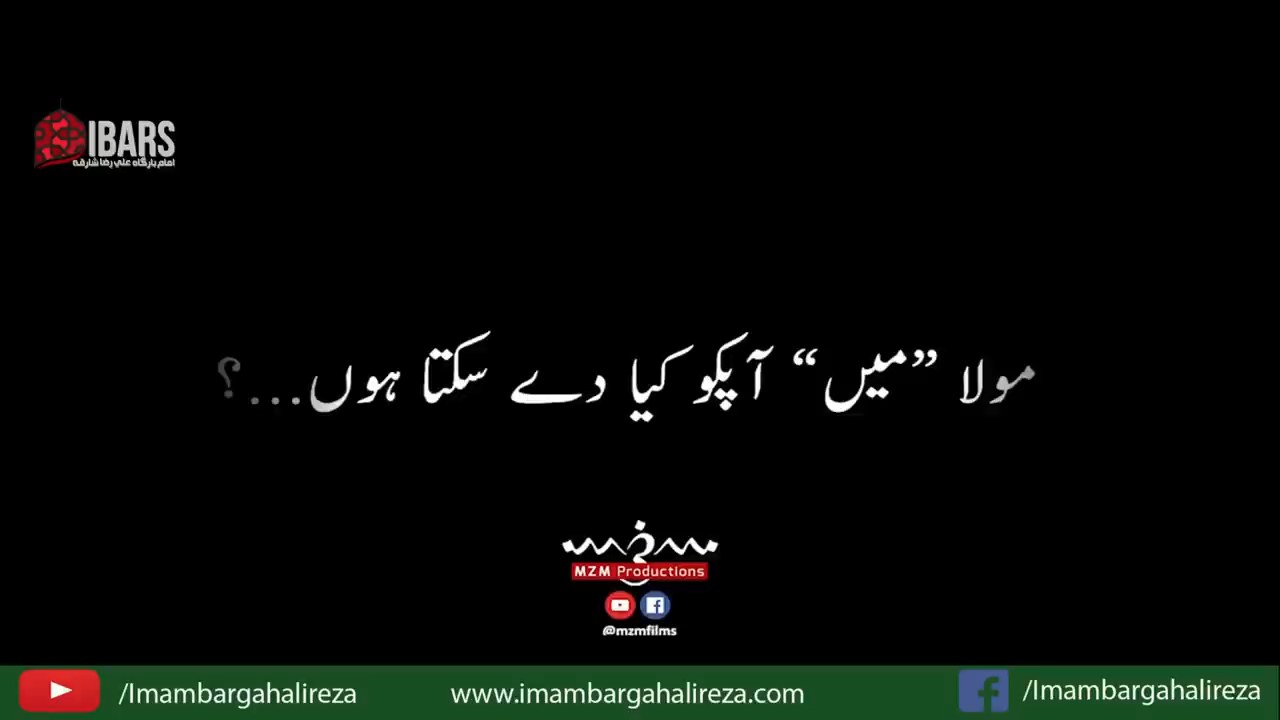 IBARS
امام بارگاہ علی رضا شارقہ
مولا ”میں“ آپکو کیا دے سکتا ہوں...؟
MZM Productions
@mzmfilms
/Imambargahalireza
www.imambargahalireza.com
/Imambargahalireza